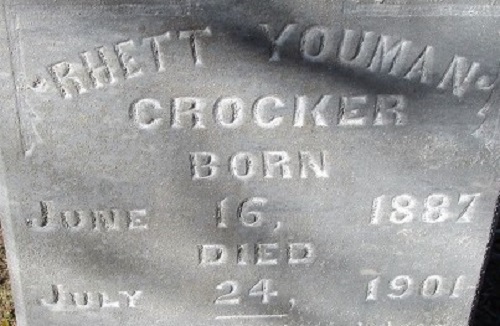 RHETT YOUMAN
CROCKER
BORN
JUNE 16, 1887
DIED
JULY 24, 1901